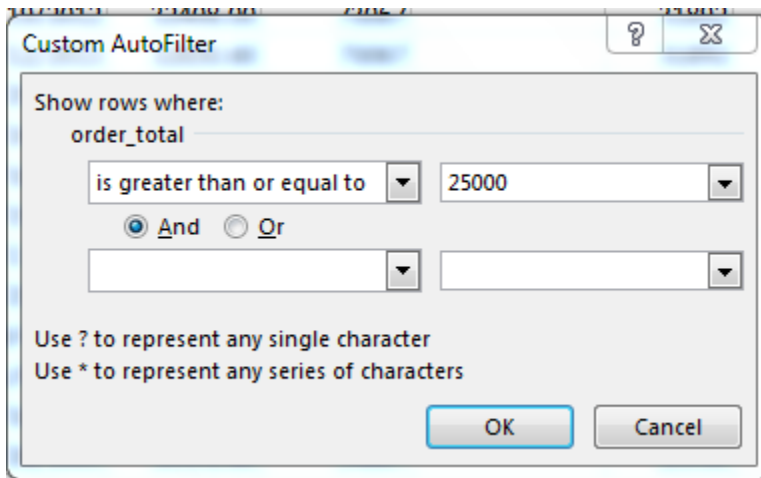 Custom AutoFilter
Show rows where:
order_total
is greater than or equal to 25000
And Or
Use ? to represent any single character
Use * to represent any series of characters
OK Cancel